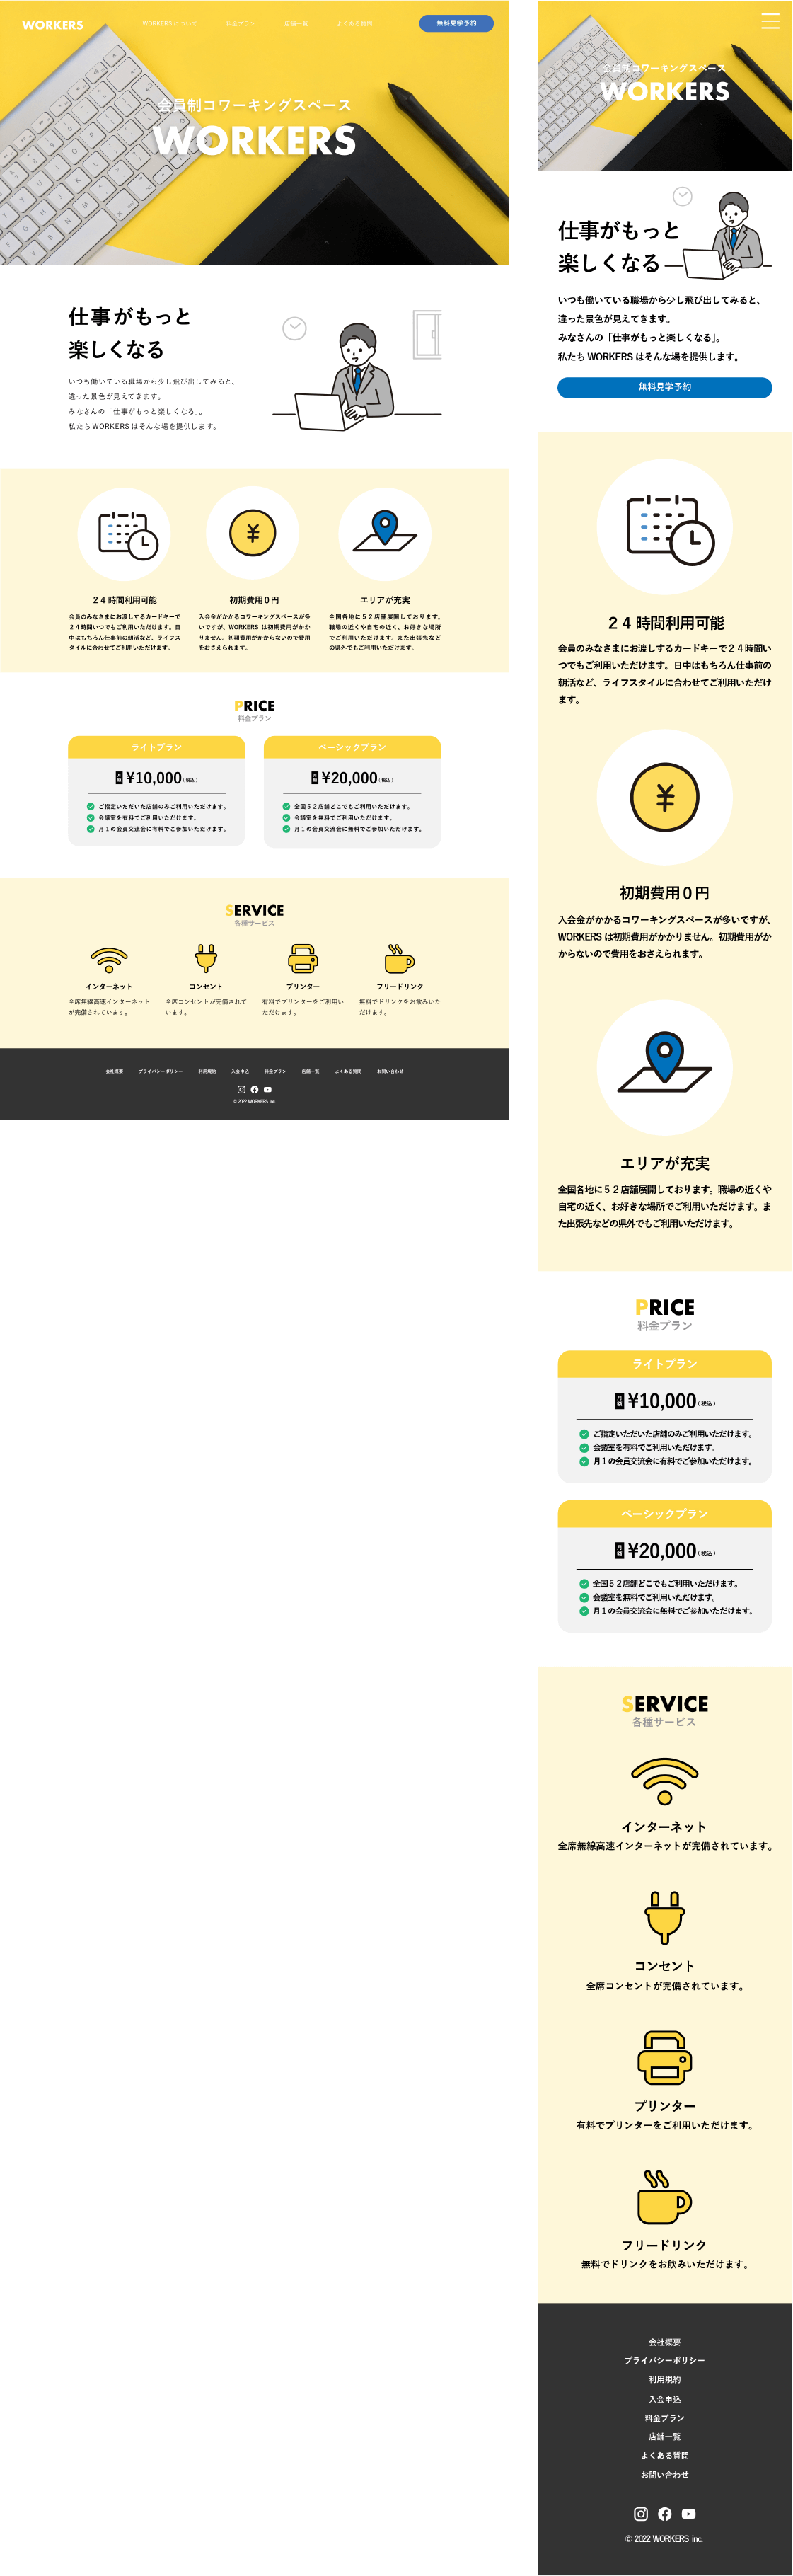 WORKERS
WORKERSについて
料金プラン
店舗一覧
よくある質問
無料見学予約
会員制コワーキングスペース
WORKERS
仕事がもっと
楽しくなる
いつも働いている職場から少し飛び出してみると、
違った景色が見えてきます。
みなさんの「仕事がもっと楽しくなる」。
私たち WORKERS はそんな場を提供します。
２４時間利用可能
会員のみなさまにお渡しするカードキーで
２４時間いつでもご利用いただけます。日
中はもちろん仕事前の朝活など、ライフス
タイルに合わせてご利用いただけます。
初期費用０円
入会金がかかるコワーキングスペースが多
いですが、WORKERS は初期費用がかか
りません。初期費用がかからないので費用
をおさえられます。
エリアが充実
全国各地に５２店舗展開しております。
職場の近くや自宅の近く、お好きな場所
でご利用いただけます。また出張先など
の県外でもご利用いただけます。
PRICE
料金プラン
ライトプラン
月額 ¥10,000（税込）
ご指定いただいた店舗のみご利用いただけます。
会議室を有料でご利用いただけます。
月１の会員交流会に有料でご参加いただけます。
ベーシックプラン
月額 ¥20,000（税込）
全国５２店舗どこでもご利用いただけます。
会議室を無料でご利用いただけます。
月１の会員交流会に無料でご参加いただけます。
SERVICE
各種サービス
インターネット
全席無線高速インターネット
が完備されています。
コンセント
全席コンセントが完備されて
います。
プリンター
有料でプリンターをご利用い
ただけます。
フリードリンク
無料でドリンクをお飲みいた
だけます。
会社概要
プライバシーポリシー
利用規約
入会申込
料金プラン
店舗一覧
よくある質問
お問い合わせ
© 2022 WORKERS inc.
会員制コワーキングスペース
WORKERS
仕事がもっと
楽しくなる
いつも働いている職場から少し飛び出してみると、
違った景色が見えてきます。
みなさんの「仕事がもっと楽しくなる」。
私たち WORKERS はそんな場を提供します。
無料見学予約
２４時間利用可能
会員のみなさまにお渡しするカードキーで２４時間い
つでもご利用いただけます。日中はもちろん仕事前の
朝活など、ライフスタイルに合わせてご利用いただけ
ます。
初期費用０円
入会金がかかるコワーキングスペースが多いですが、
WORKERS は初期費用がかかりません。初期費用がか
からないので費用をおさえられます。
エリアが充実
全国各地に５２店舗展開しております。職場の近くや
自宅の近く、お好きな場所でご利用いただけます。ま
た出張先などの県外でもご利用いただけます。
PRICE
料金プラン
ライトプラン
月額 ¥10,000（税込）
ご指定いただいた店舗のみご利用いただけます。
会議室を有料でご利用いただけます。
月１の会員交流会に有料でご参加いただけます。
ベーシックプラン
月額 ¥20,000（税込）
全国５２店舗どこでもご利用いただけます。
会議室を無料でご利用いただけます。
月１の会員交流会に無料でご参加いただけます。
SERVICE
各種サービス
インターネット
全席無線高速インターネットが完備されています。
コンセント
全席コンセントが完備されています。
プリンター
有料でプリンターをご利用いただけます。
フリードリンク
無料でドリンクをお飲みいただけます。
会社概要
プライバシーポリシー
利用規約
入会申込
料金プラン
店舗一覧
よくある質問
お問い合わせ
© 2022 WORKERS inc.